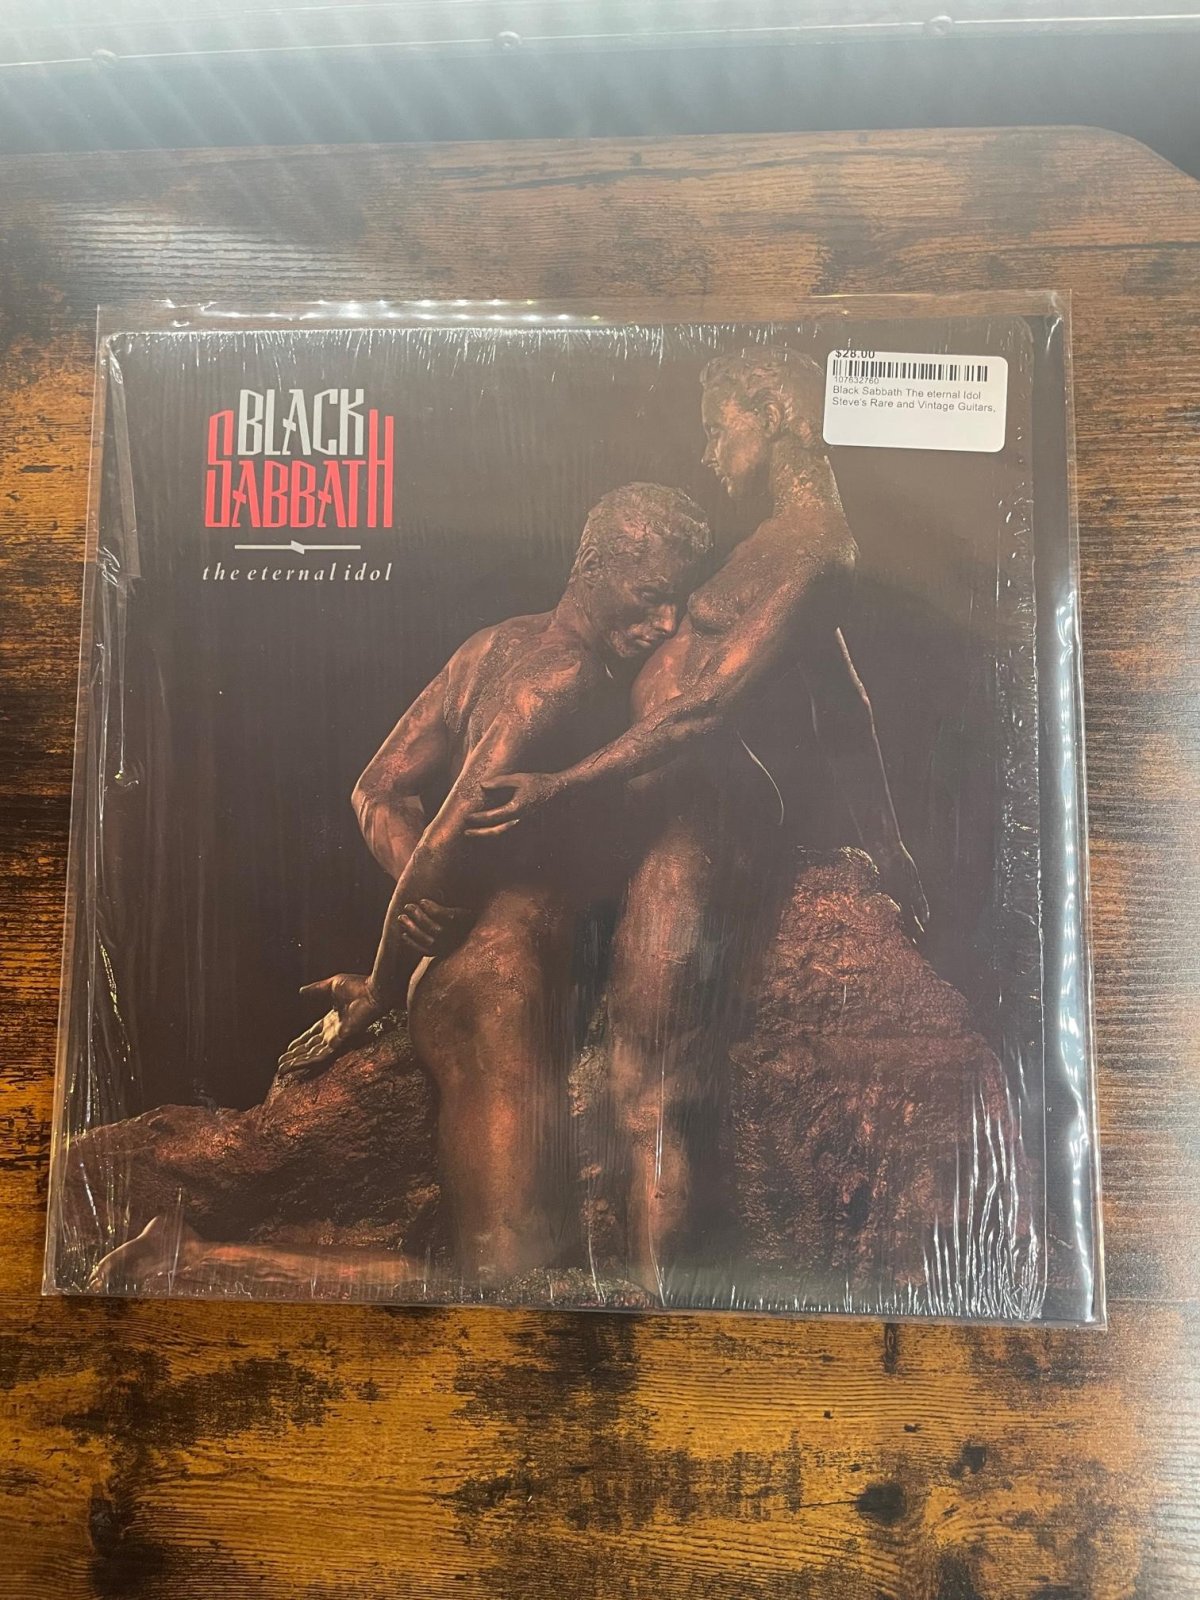 BLACK
SABBATH
the eternal idol
$28.00
107632760
Black Sabbath The eternal Idol
Steve's Rare and Vintage Guitars,